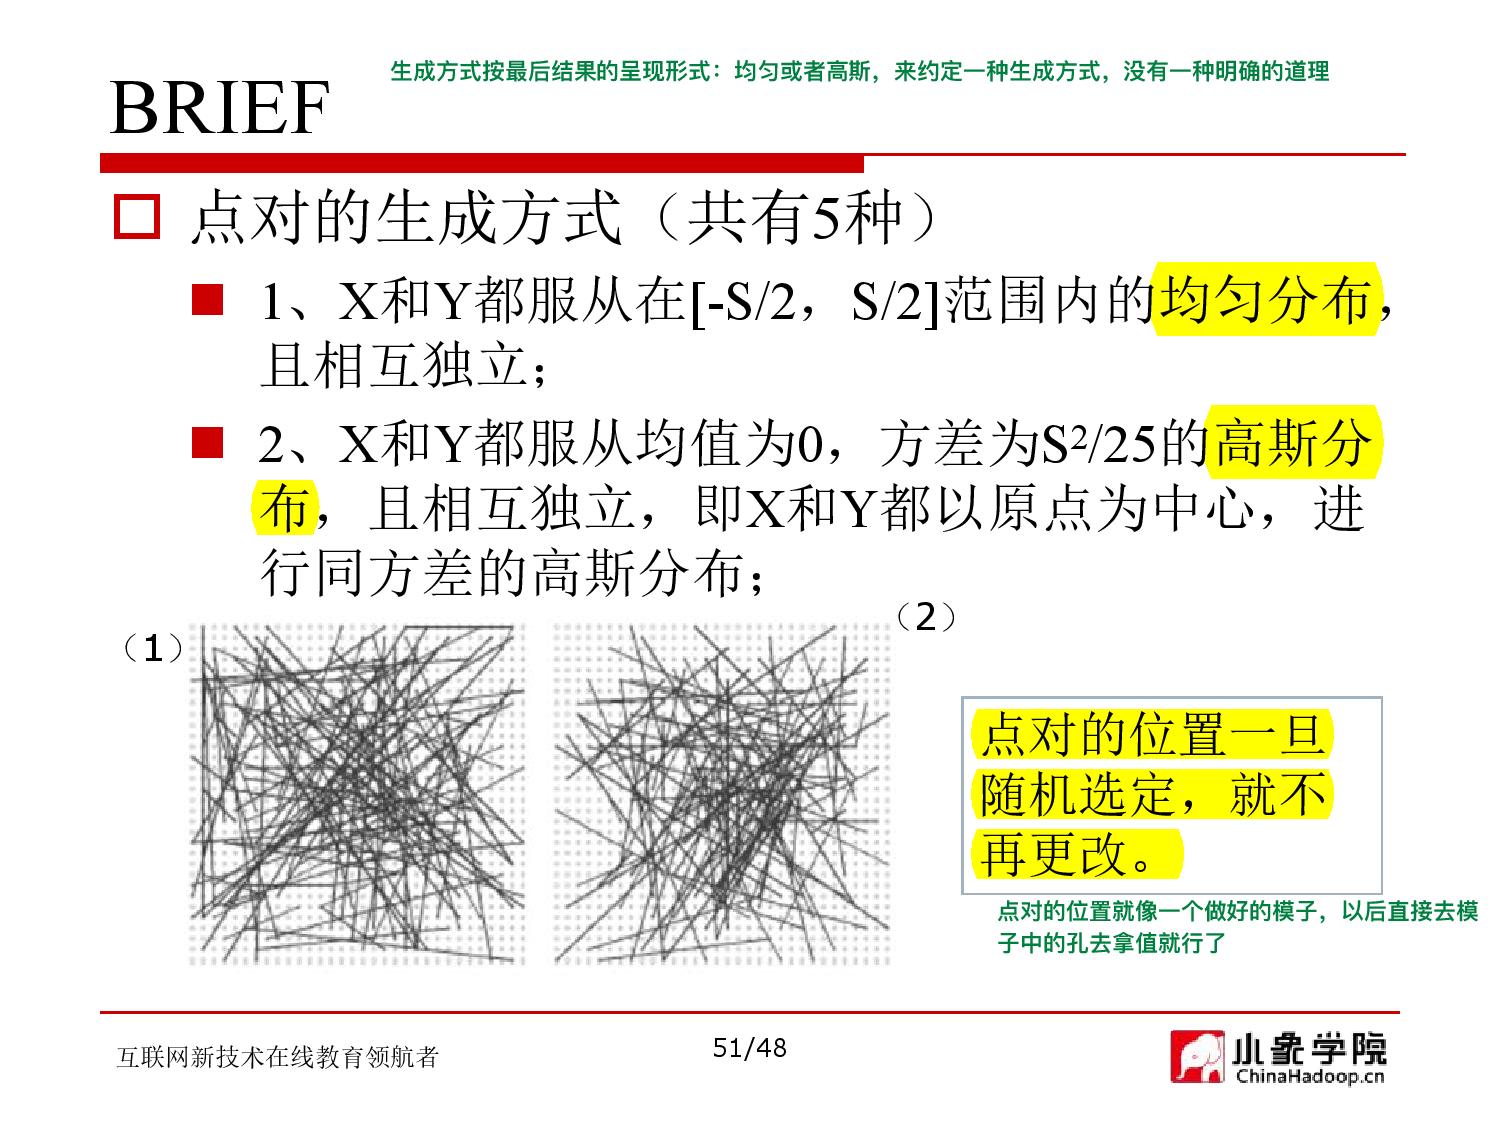 生成方式按最后结果的呈现形式：均匀或者高斯，来约定一种生成方式，没有一种明确的道理
BRIEF
点对的生成方式（共有5种）
1、X和Y都服从在[-S/2，S/2]范围内的均匀分布，
且相互独立；
2、X和Y都服从均值为0，方差为S²/25的高斯分
布，且相互独立，即X和Y都以原点为中心，进
行同方差的高斯分布；
（1）
（2）
点对的位置一旦
随机选定，就不
再更改。
点对的位置就像一个做好的模子，以后直接去模
子中的孔去拿值就行了
互联网新技术在线教育领航者
51/48
小象学院
ChinaHadoop.cn